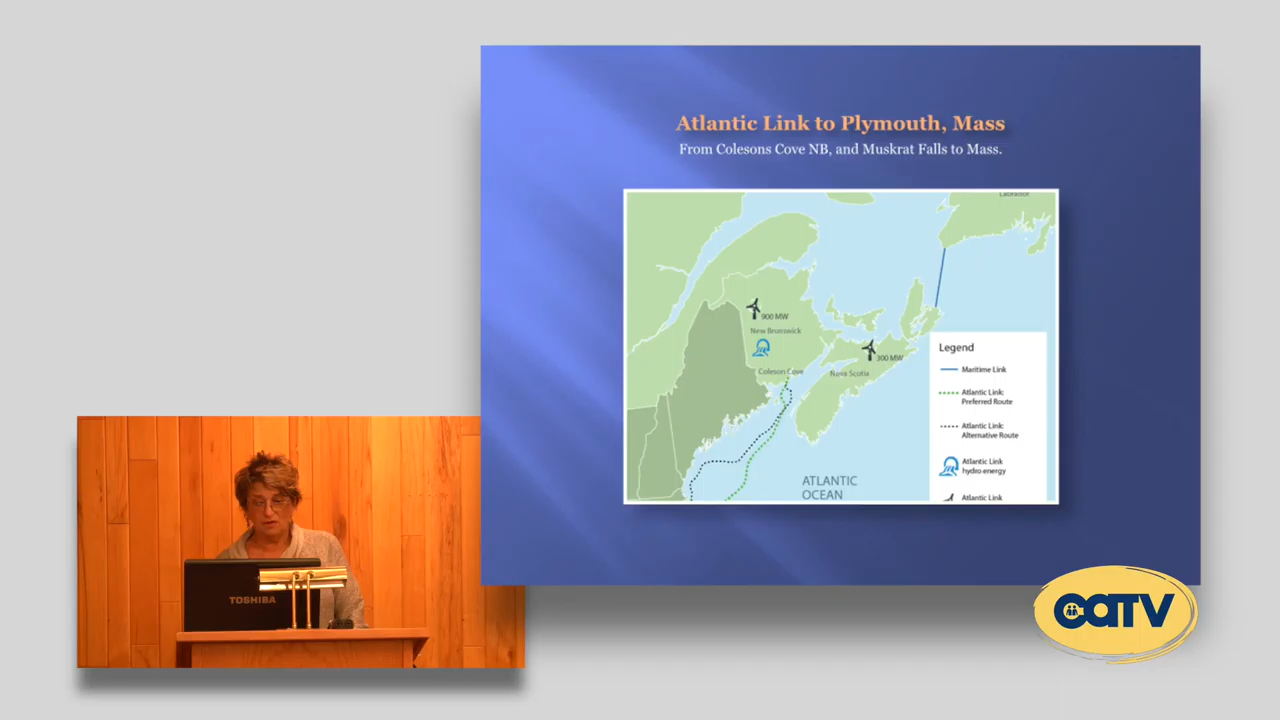 Atlantic Link to Plymouth, Mass
From Colesons Cove NB, and Muskrat Falls to Mass.
Labrador
900 MW
New Brunswick
300 MW
Coleson Cove
Nova Scotia
ATLANTIC
OCEAN
Legend
Maritime Link
Atlantic Link:
Preferred Route
Atlantic Link:
Alternative Route
Atlantic Link
hydro energy
Atlantic Link
TOSHIBA
CATV